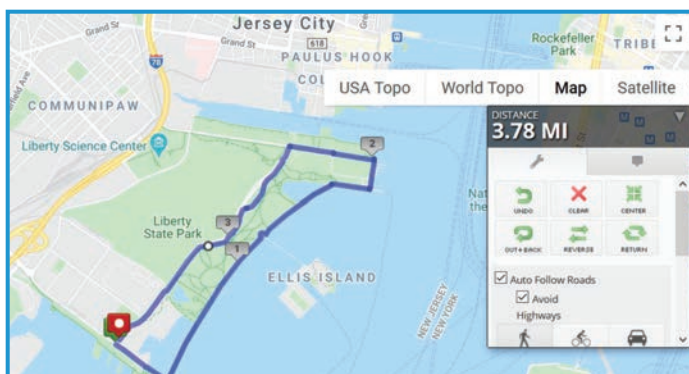 Jersey City
Grand St
Grand St
618
78
PAULUS HOOK
COL
Rockefeller
Park
TRIBE
COMMUNIPAW
USA Topo
World Topo
Map
Satellite
Liberty Science Center
DISTANCE
3.78 MI
2
UNDO
CLEAR
CENTER
OUT+BACK
REVERSE
RETURN
Nat
the
3
Liberty
State Park
1
ELLIS ISLAND
Auto Follow Roads
Avoid
Highways
NEW JERSEY
NEW YORK